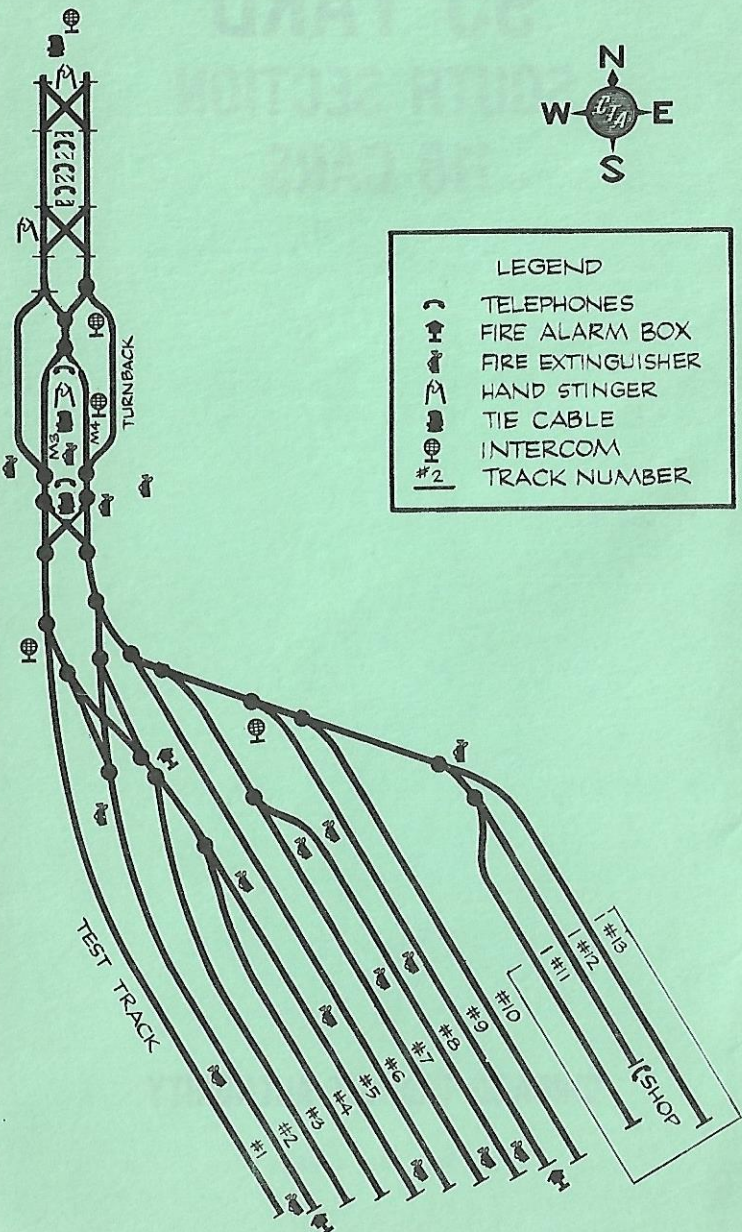 N
W CTA E
S
LEGEND
TELEPHONES
FIRE ALARM BOX
FIRE EXTINGUISHER
HAND STINGER
TIE CABLE
INTERCOM
#2 TRACK NUMBER
TURNBACK
M3
M4
TEST TRACK
#1
#2
#3
#4
#5
#6
#7
#8
#9
#10
#11
#12
#13
SHOP